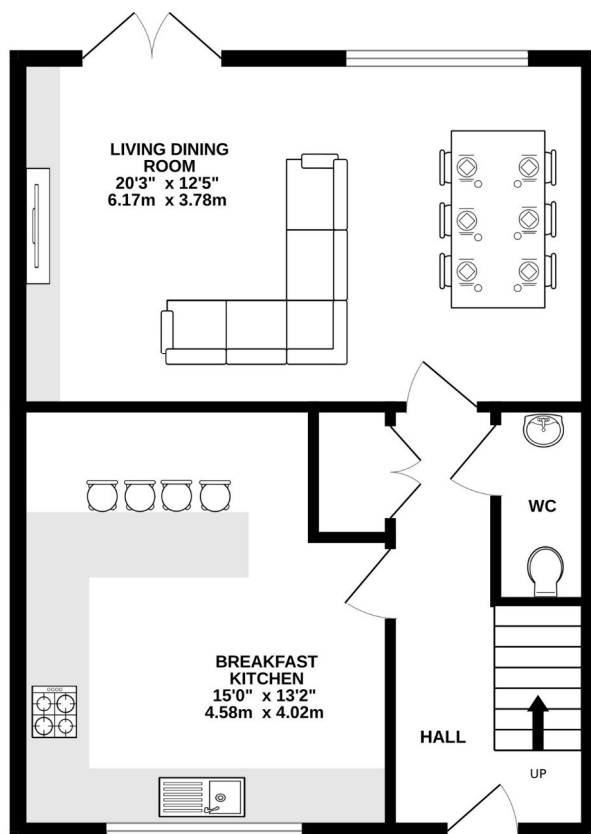 LIVING DINING
ROOM
20'3" x 12'5"
6.17m x 3.78m
WC
BREAKFAST
KITCHEN
15'0" x 13'2"
4.58m x 4.02m
HALL
UP